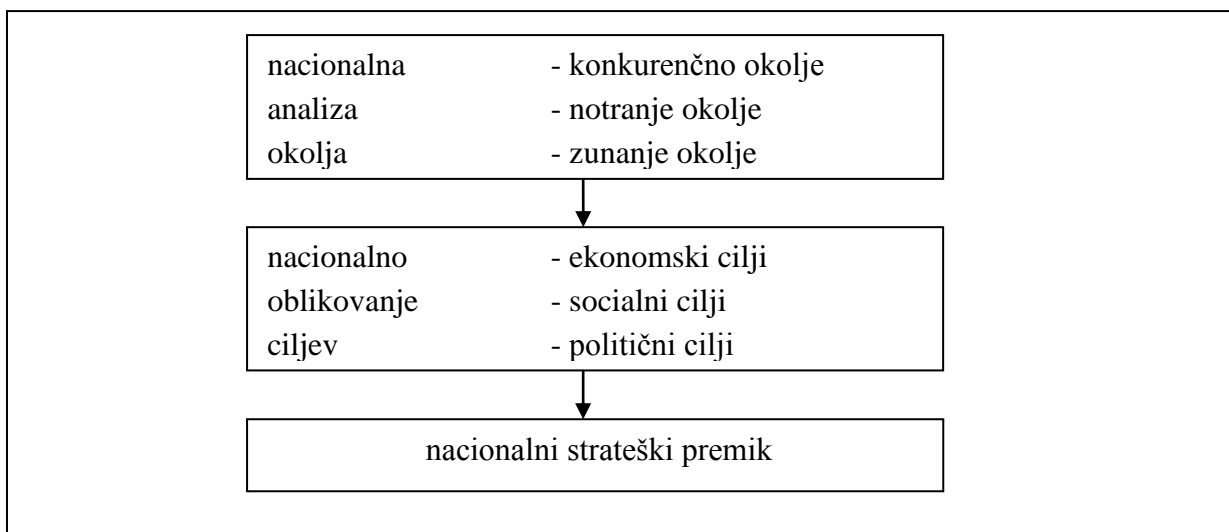 nacionalna - konkurenčno okolje
analiza - notranje okolje
okolja - zunanje okolje
nacionalno - ekonomski cilji
oblikovanje - socialni cilji
ciljev - politični cilji
nacionalni strateški premik